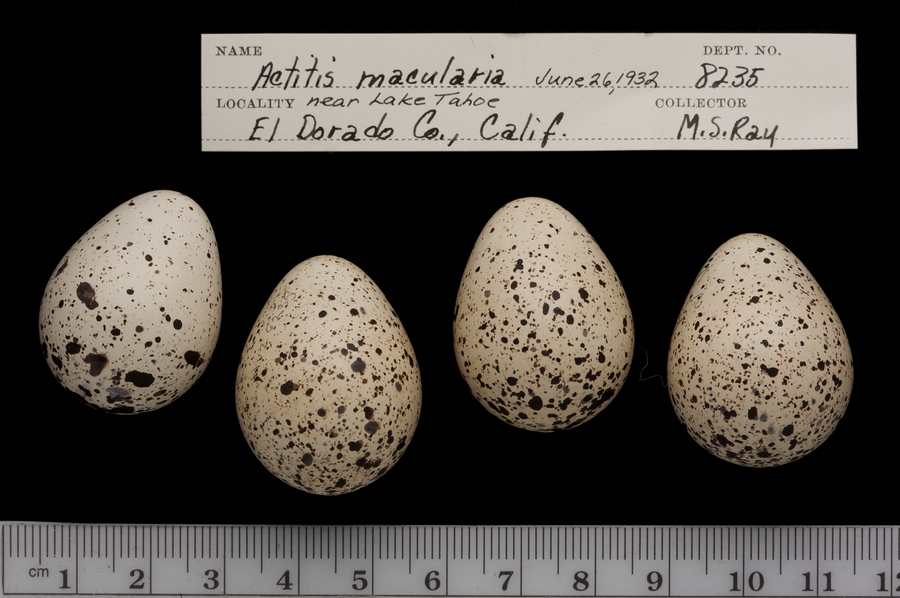 NAME DEPT. NO.
Actitis macularia June 26, 1932 8235
LOCALITY near Lake Tahoe COLLECTOR
El Dorado Co., Calif. M.S.Ray
cm 1 2 3 4 5 6 7 8 9 10 11 12